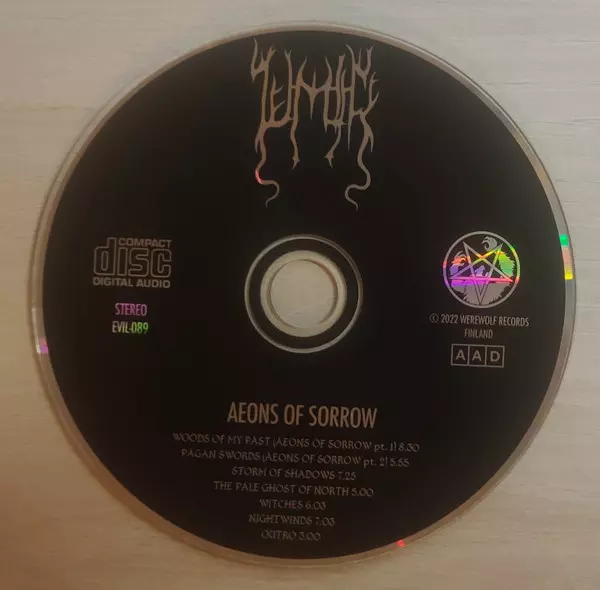 COMPACT
disc
DIGITAL AUDIO
STEREO
EVIL-089
© 2022 WEREWOLF RECORDS
FINLAND
AAD
AEONS OF SORROW
WOODS OF MY PAST (AEONS OF SORROW pt. 1) 8.30
PAGAN SWORDS (AEONS OF SORROW pt. 2) 5.55
STORM OF SHADOWS 7.25
THE PALE GHOST OF NORTH 5.00
WITCHES 6.03
NIGHTWINDS 7.03
OUTRO 3.00